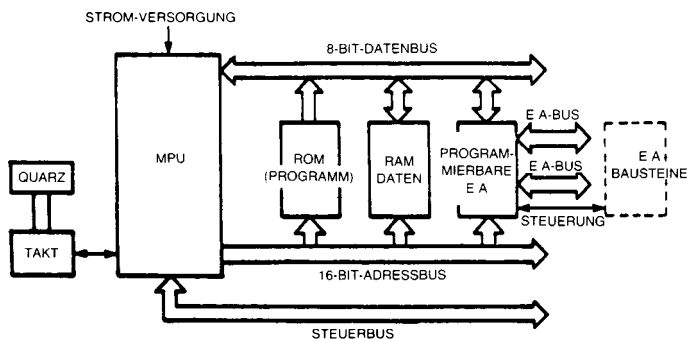 STROM-VERSORGUNG
8-BIT-DATENBUS
MPU
ROM
(PROGRAMM)
RAM
DATEN
PROGRAM-
MIERBARE
E A
E A-BUS
E A-BUS
E A
BAUSTEINE
STEUERUNG
QUARZ
TAKT
16-BIT-ADRESSBUS
STEUERBUS